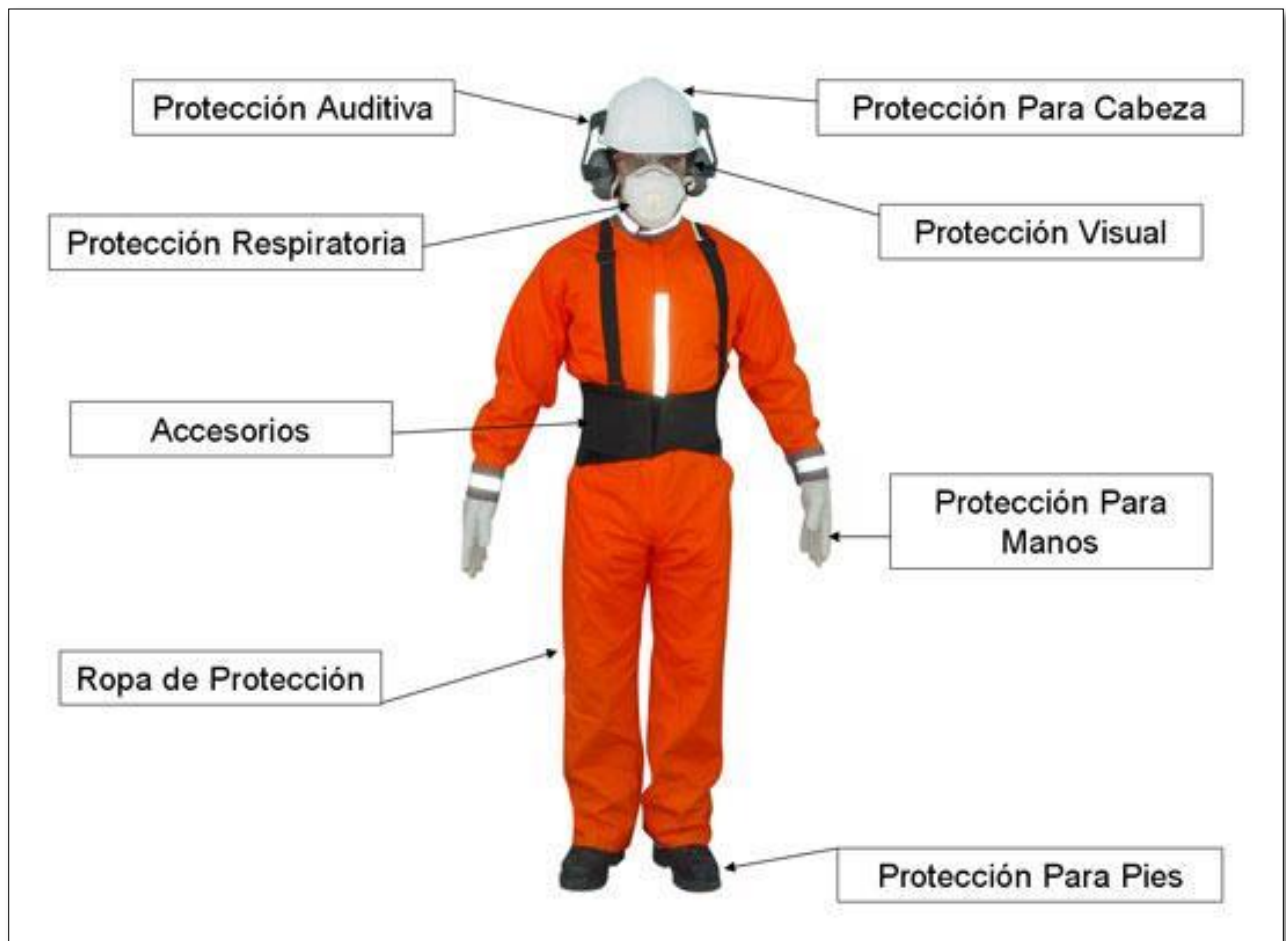 Protección Auditiva
Protección Para Cabeza
Protección Respiratoria
Protección Visual
Accesorios
Protección Para
Manos
Ropa de Protección
Protección Para Pies